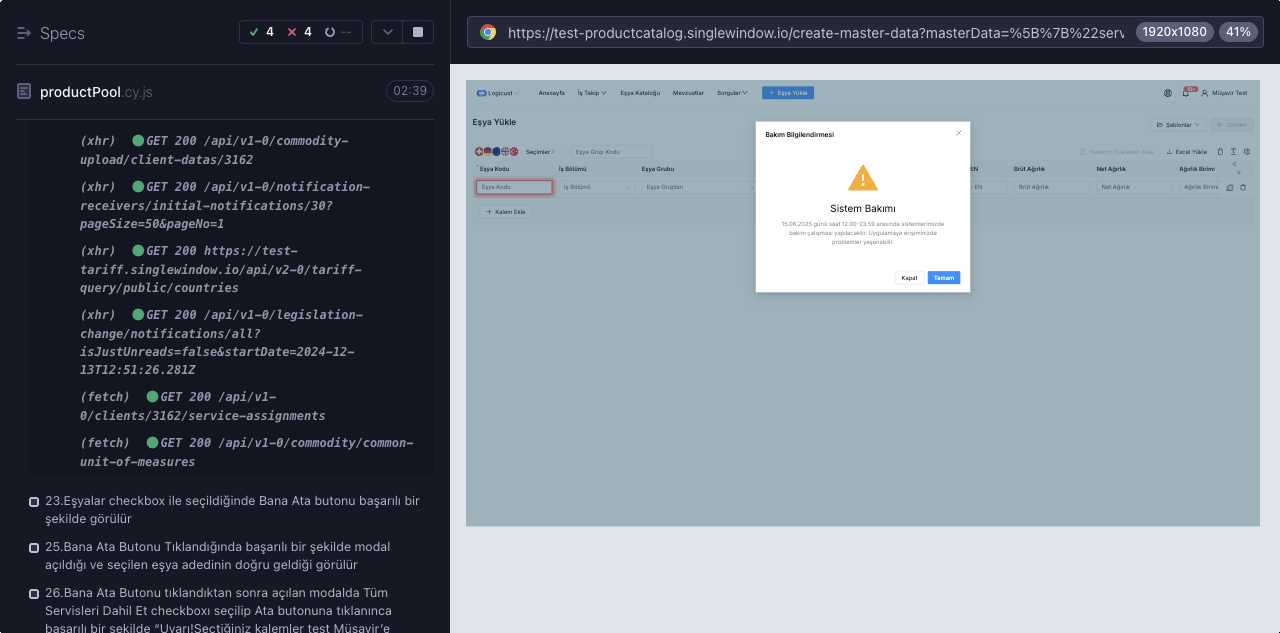 Specs
4
4
--
productPool.cy.js
02:39
(xhr) GET 200 /api/v1-0/commodity-
upload/client-datas/3162
(xhr) GET 200 /api/v1-0/notification-
receivers/initial-notifications/30?
pageSize=50&pageNo=1
(xhr) GET 200 https://test-
tariff.singlewindow.io/api/v2-0/tariff-
query/public/countries
(xhr) GET 200 /api/v1-0/legislation-
change/notifications/all?
isJustUnreads=false&startDate=2024-12-
13T12:51:26.281Z
(fetch) GET 200 /api/v1-
0/clients/3162/service-assignments
(fetch) GET 200 /api/v1-0/commodity/common-
unit-of-measures
23.Eşyalar checkbox ile seçildiğinde Bana Ata butonu başarılı bir
şekilde görülür
25.Bana Ata Butonu Tıklandığında başarılı bir şekilde modal
açıldığı ve seçilen eşya adedinin doğru geldiği görülür
26.Bana Ata Butonu tıklandıktan sonra açılan modalda Tüm
Servisleri Dahil Et checkboxı seçilip Ata butonuna tıklanınca
başarılı bir şekilde “Uyarı!Seçtiğiniz kalemler test Müşavir’e
https://test-productcatalog.singlewindow.io/create-master-data?masterData=%5B%7B%22serv
1920x1080
41%
Logicust
Anasayfa
İş Takip
Eşya Kataloğu
Mevzuatlar
Sorgular
+ Eşya Yükle
Müşavir Test
Eşya Yükle
Şablonlar
Gönder
Seçimler
Eşya Grup Kodu
Excel Yükle
Eşya Kodu
İş Bölümü
Eşya Grubu
EN
Brüt Ağırlık
Net Ağırlık
Ağırlık Birimi
Eşya Kodu
İş Bölümü
Eşya Grupları
- EN
Brüt Ağırlık
Net Ağırlık
Ağırlık Birimi
+ Kalem Ekle
Bakım Bilgilendirmesi
Sistem Bakımı
15.06.2025 günü saat 12.00-23.59 arasında sistemlerimizde
bakım çalışması yapılacaktır. Uygulamaya erişiminizde
problemler yaşanabilir.
Kapat
Tamam